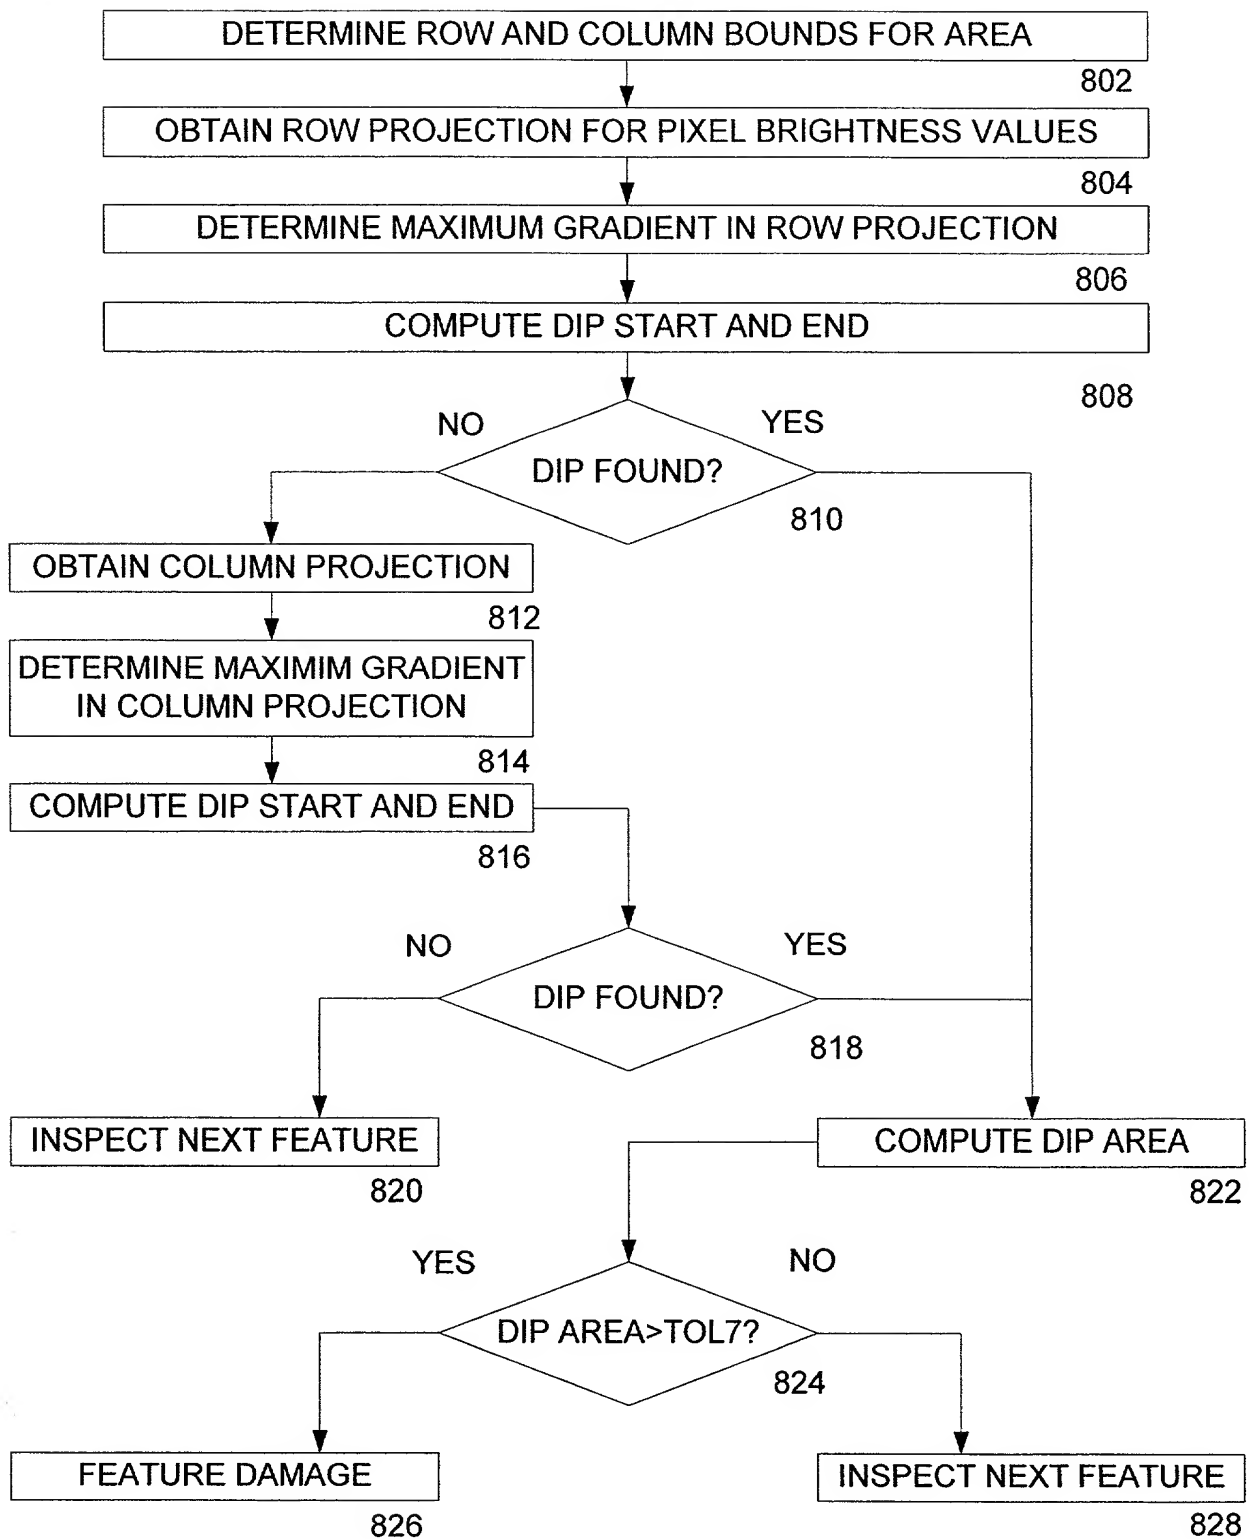 DETERMINE ROW AND COLUMN BOUNDS FOR AREA
802
OBTAIN ROW PROJECTION FOR PIXEL BRIGHTNESS VALUES
804
DETERMINE MAXIMUM GRADIENT IN ROW PROJECTION
806
COMPUTE DIP START AND END
808
NO
YES
DIP FOUND?
810
OBTAIN COLUMN PROJECTION
812
DETERMINE MAXIMIM GRADIENT
IN COLUMN PROJECTION
814
COMPUTE DIP START AND END
816
NO
YES
DIP FOUND?
818
INSPECT NEXT FEATURE
820
COMPUTE DIP AREA
822
YES
NO
DIP AREA>TOL7?
824
FEATURE DAMAGE
826
INSPECT NEXT FEATURE
828